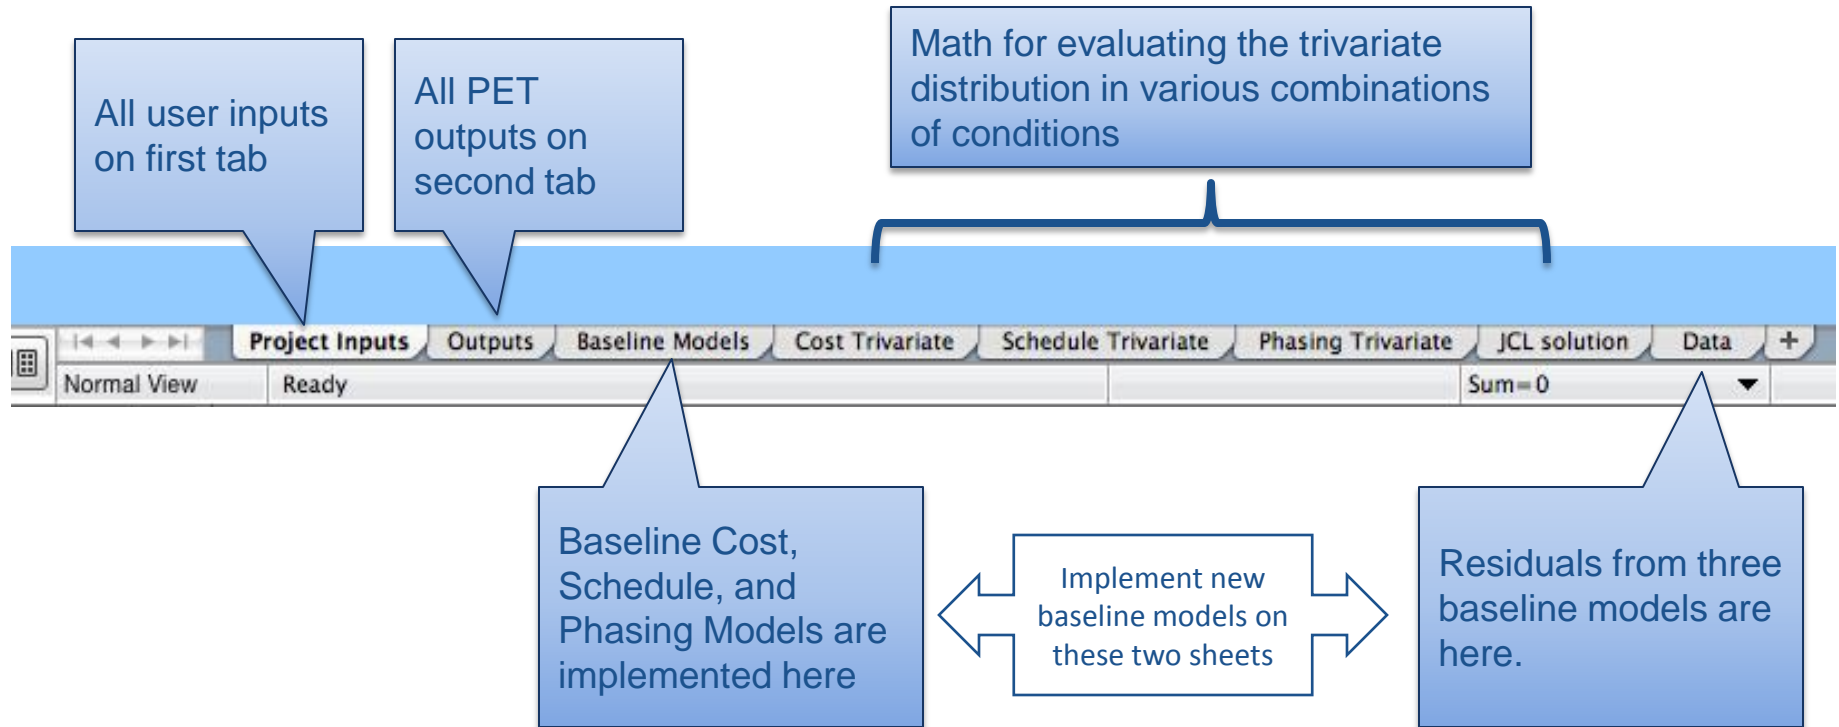 All user inputs
on first tab
All PET
outputs on
second tab
Math for evaluating the trivariate
distribution in various combinations
of conditions
Project Inputs
Outputs
Baseline Models
Cost Trivariate
Schedule Trivariate
Phasing Trivariate
JCL solution
Data
+
Normal View
Ready
Sum=0
Baseline Cost,
Schedule, and
Phasing Models are
implemented here
Implement new
baseline models on
these two sheets
Residuals from three
baseline models are
here.